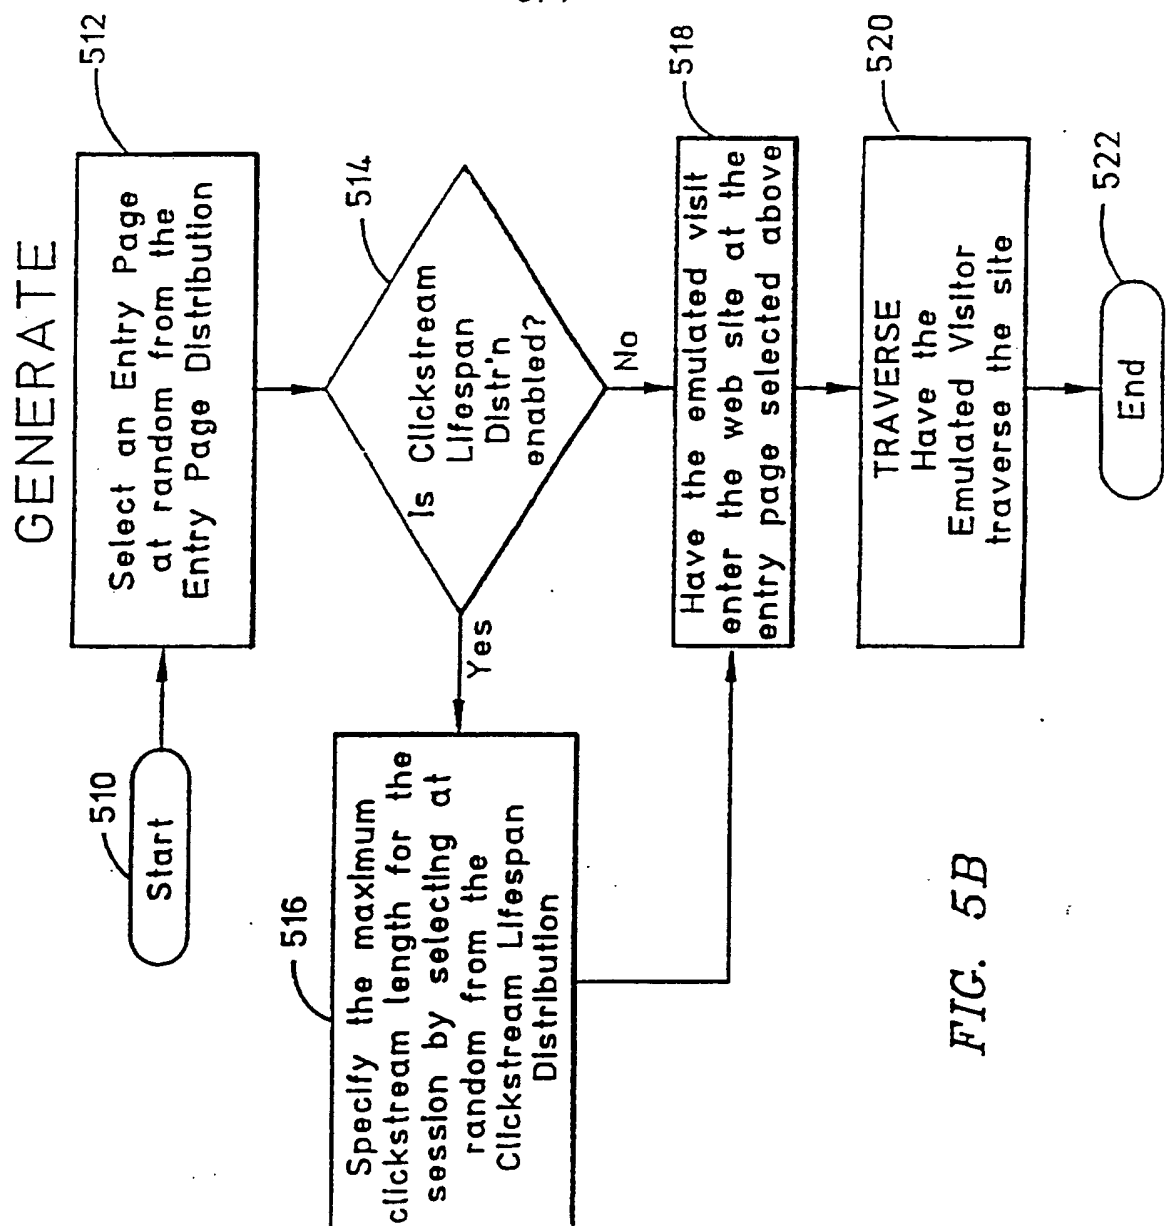 GENERATE
510
Start
512
Select an Entry Page
at random from the
Entry Page Distribution
514
Is Clickstream
Lifespan
Distr'n
enabled?
Yes
No
516
Specify the maximum
clickstream length for the
session by selecting at
random from the
Clickstream Lifespan
Distribution
518
Have the emulated visit
enter the web site at the
entry page selected above
520
TRAVERSE
Have the
Emulated Visitor
traverse the site
522
End
FIG. 5B